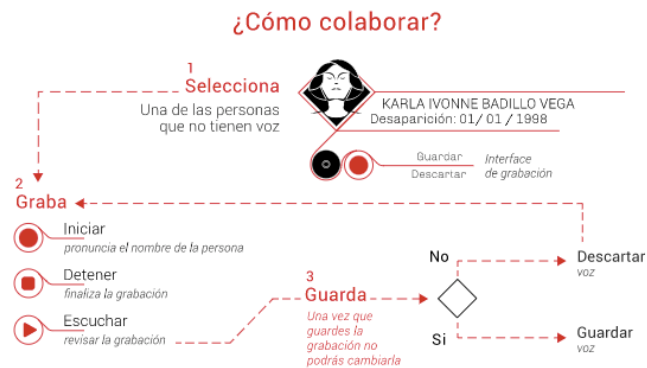 ¿Cómo colaborar?
1
Selecciona
Una de las personas
que no tienen voz
KARLA IVONNE BADILLO VEGA
Desaparición: 01/ 01 / 1998
Guardar
Descartar
Interface
de grabación
2
Graba
Iniciar
pronuncia el nombre de la persona
Detener
finaliza la grabación
Escuchar
revisar la grabación
3
Guarda
Una vez que
guardes la
grabación no
podrás cambiarla
No
Si
Descartar
voz
Guardar
voz